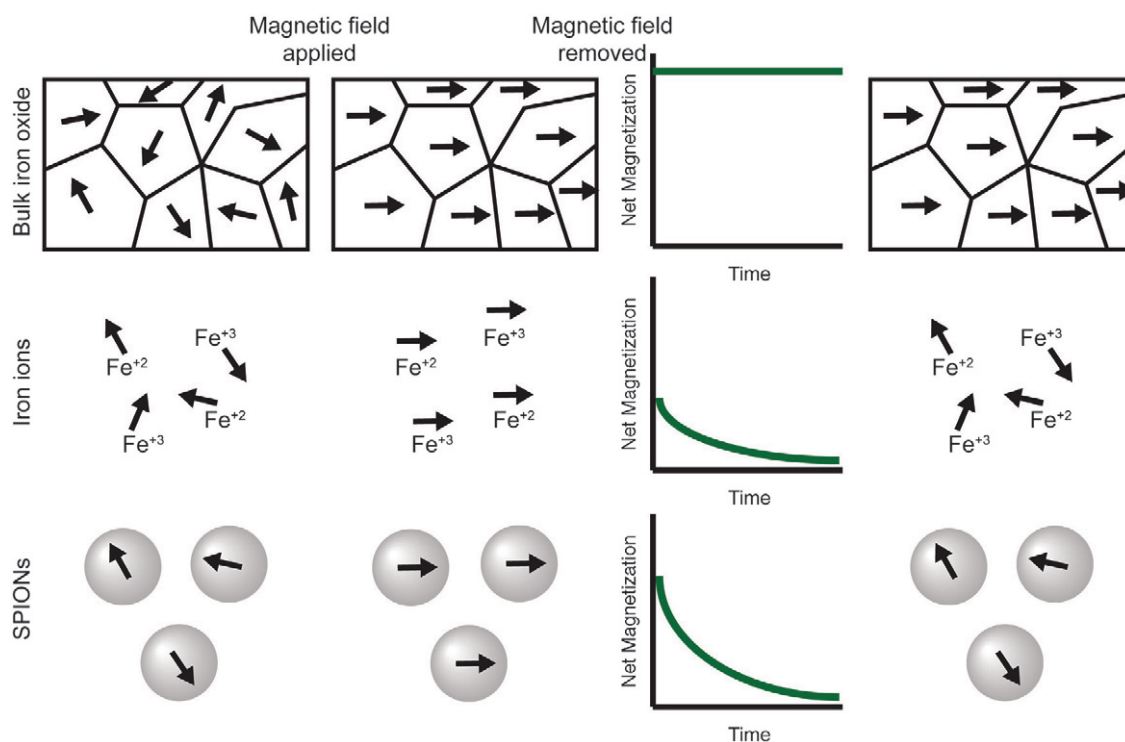 Magnetic field
applied
Magnetic field
removed
Bulk iron oxide
Net Magnetization
Time
Iron ions
Fe+2
Fe+3
Fe+3
Fe+2
Fe+2
Fe+3
Fe+3
Fe+2
Net Magnetization
Time
Fe+2
Fe+3
Fe+3
Fe+2
SPIONs
Net Magnetization
Time